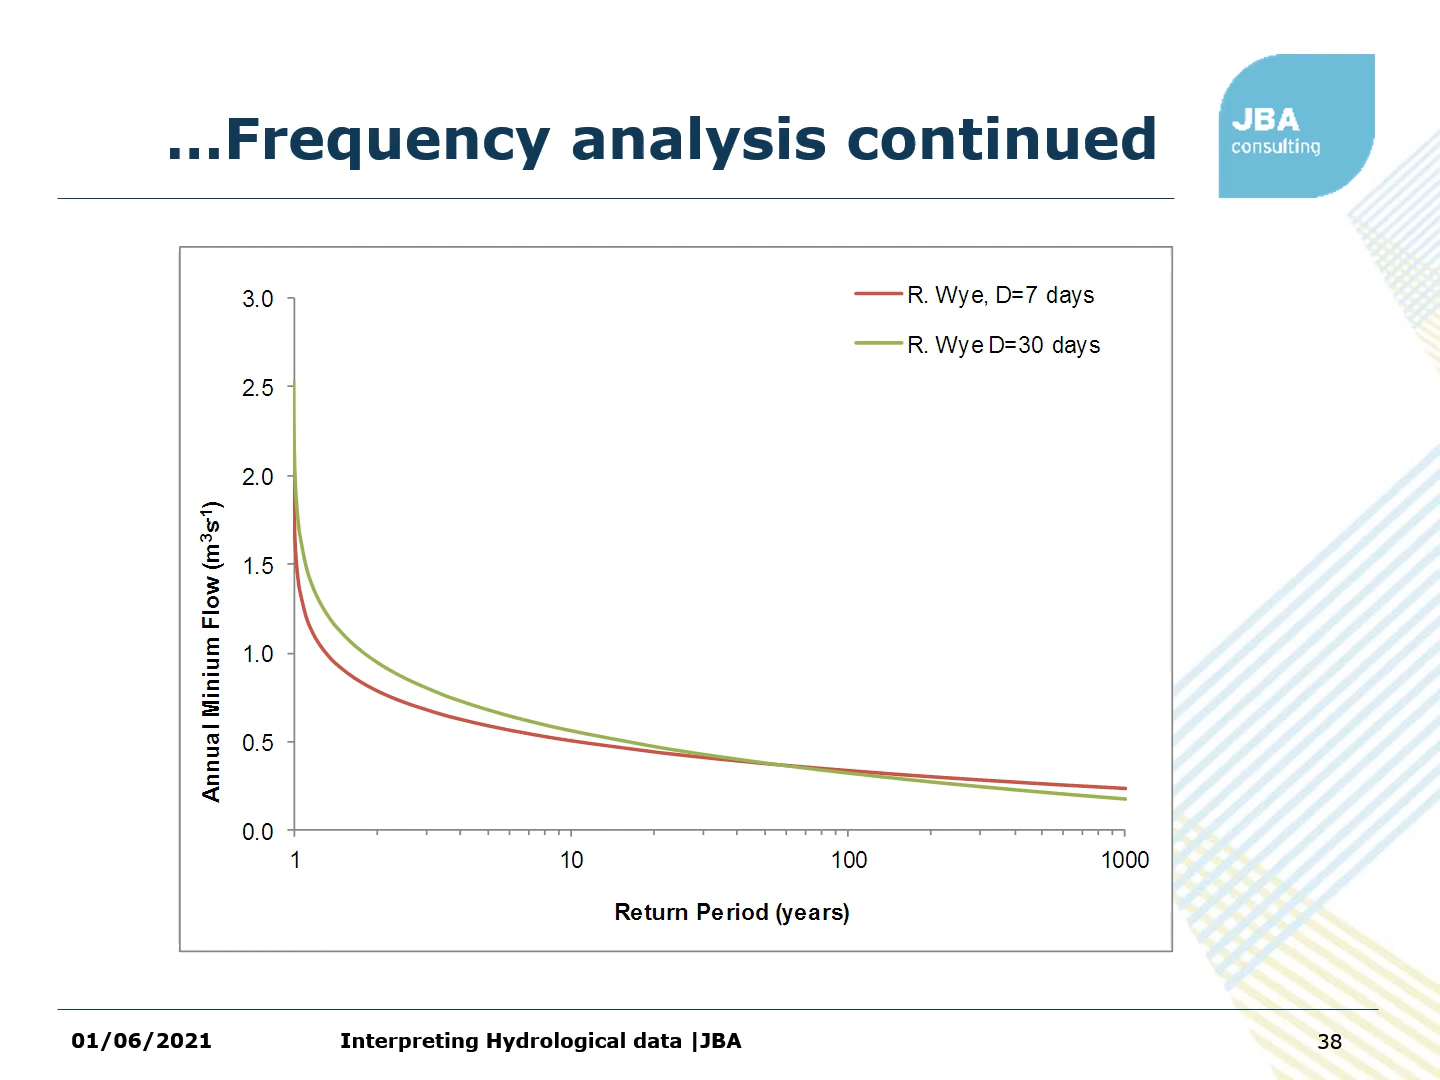 ...Frequency analysis continued
JBA
consulting
R. Wye, D=7 days
R. Wye D=30 days
3.0
2.5
2.0
1.5
1.0
0.5
0.0
Annual Minium Flow (m³s⁻¹)
1 10 100 1000
Return Period (years)
01/06/2021 Interpreting Hydrological data |JBA 38